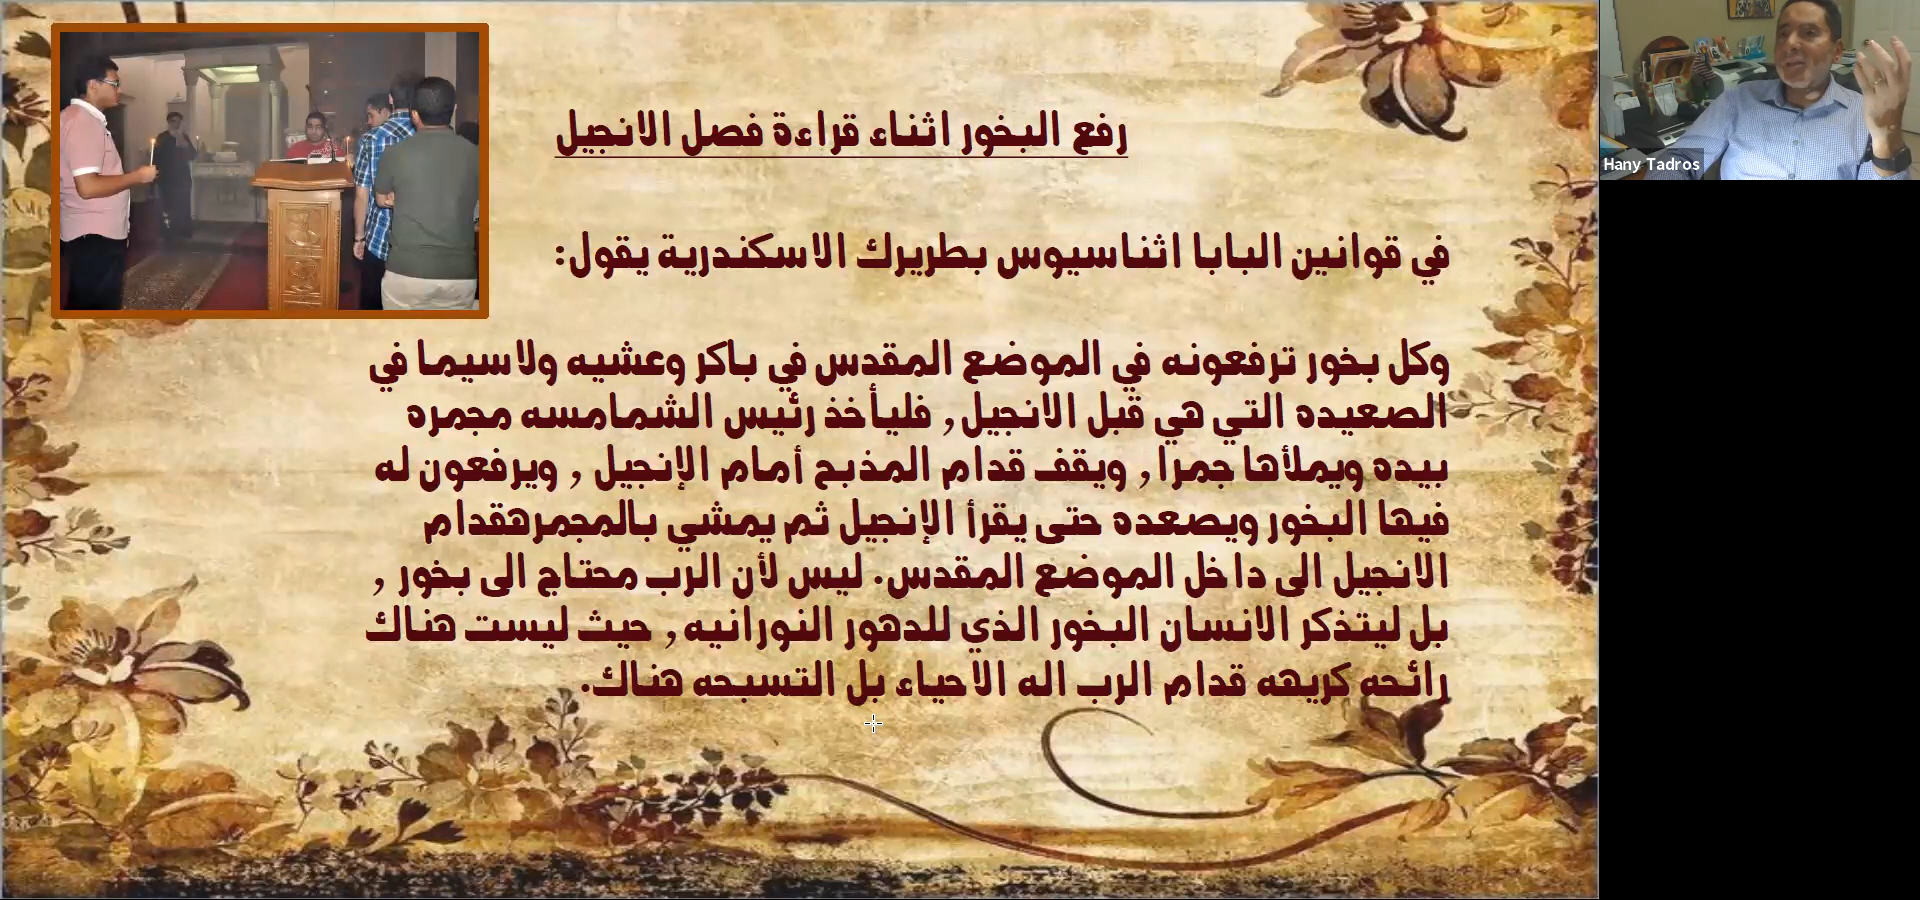 رفع البخور اثناء قراءة فصل الانجيل
في قوانين البابا اثناسيوس بطريرك الاسكندرية يقول:
وكل بخور ترفعونه في الموضع المقدس في باكر وعشيه ولاسيما في
الصعيده التي هي قبل الانجيل, فليأخذ رئيس الشمامسه مجمره
بيده ويملأها جمرا, ويقف قدام المذبح أمام الإنجيل , ويرفعون له
فيها البخور ويصعده حتى يقرأ الإنجيل ثم يمشي بالمجمرهقدام
الانجيل الى داخل الموضع المقدس. ليس لأن الرب محتاج الى بخور ,
بل ليتذكر الانسان البخور الذي للدهور النورانيه, حيث ليست هناك
رائحه كريهه قدام الرب اله الاحياء بل التسبحه هناك.
Hany Tadros